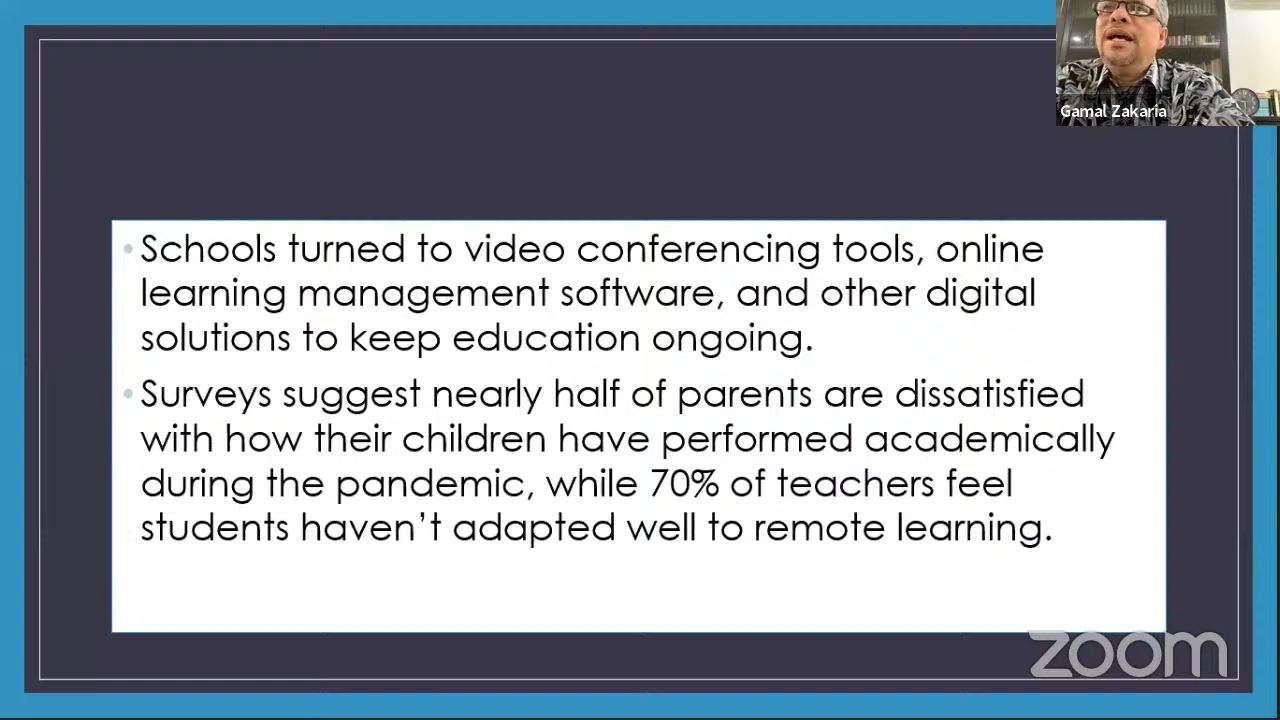 Gamal Zakaria
• Schools turned to video conferencing tools, online
learning management software, and other digital
solutions to keep education ongoing.
• Surveys suggest nearly half of parents are dissatisfied
with how their children have performed academically
during the pandemic, while 70% of teachers feel
students haven’t adapted well to remote learning.
zoom